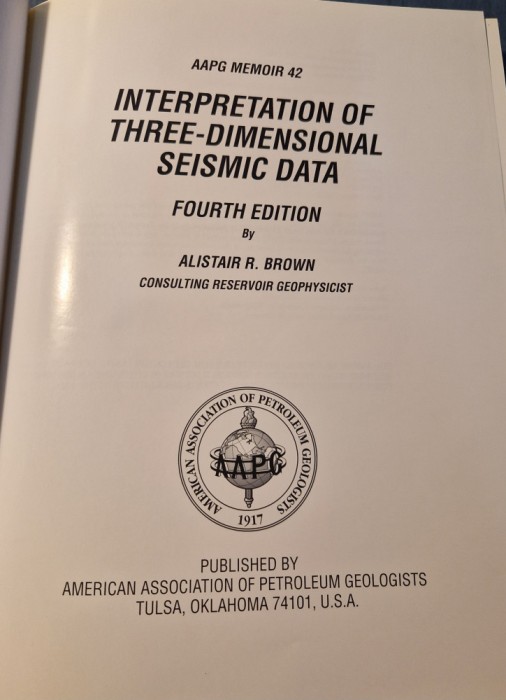 AAPG MEMOIR 42
INTERPRETATION OF
THREE-DIMENSIONAL
SEISMIC DATA
FOURTH EDITION
By
ALISTAIR R. BROWN
CONSULTING RESERVOIR GEOPHYSICIST
AMERICAN ASSOCIATION OF PETROLEUM GEOLOGISTS
AAPG
1917
PUBLISHED BY
AMERICAN ASSOCIATION OF PETROLEUM GEOLOGISTS
TULSA, OKLAHOMA 74101, U.S.A.